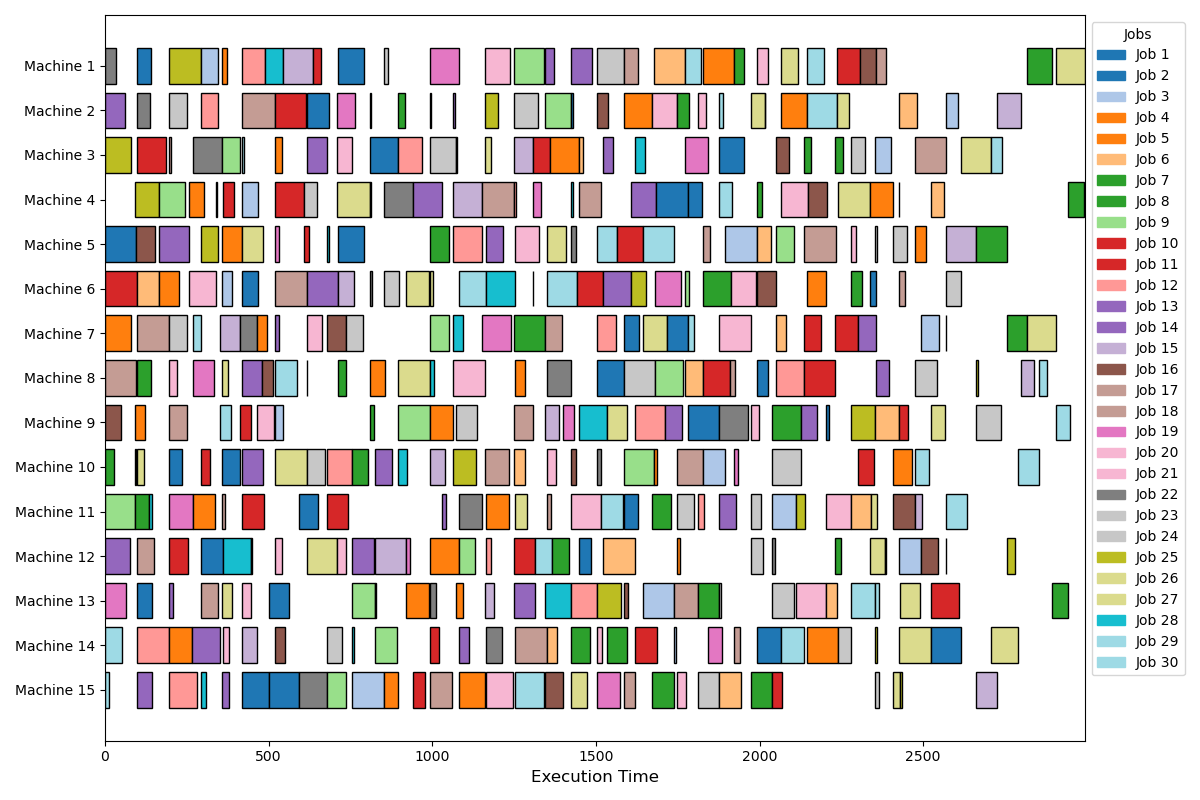 Jobs
Machine 1
Machine 2
Machine 3
Machine 4
Machine 5
Machine 6
Machine 7
Machine 8
Machine 9
Machine 10
Machine 11
Machine 12
Machine 13
Machine 14
Machine 15
0 500 1000 1500 2000 2500
Execution Time
Job 1
Job 2
Job 3
Job 4
Job 5
Job 6
Job 7
Job 8
Job 9
Job 10
Job 11
Job 12
Job 13
Job 14
Job 15
Job 16
Job 17
Job 18
Job 19
Job 20
Job 21
Job 22
Job 23
Job 24
Job 25
Job 26
Job 27
Job 28
Job 29
Job 30